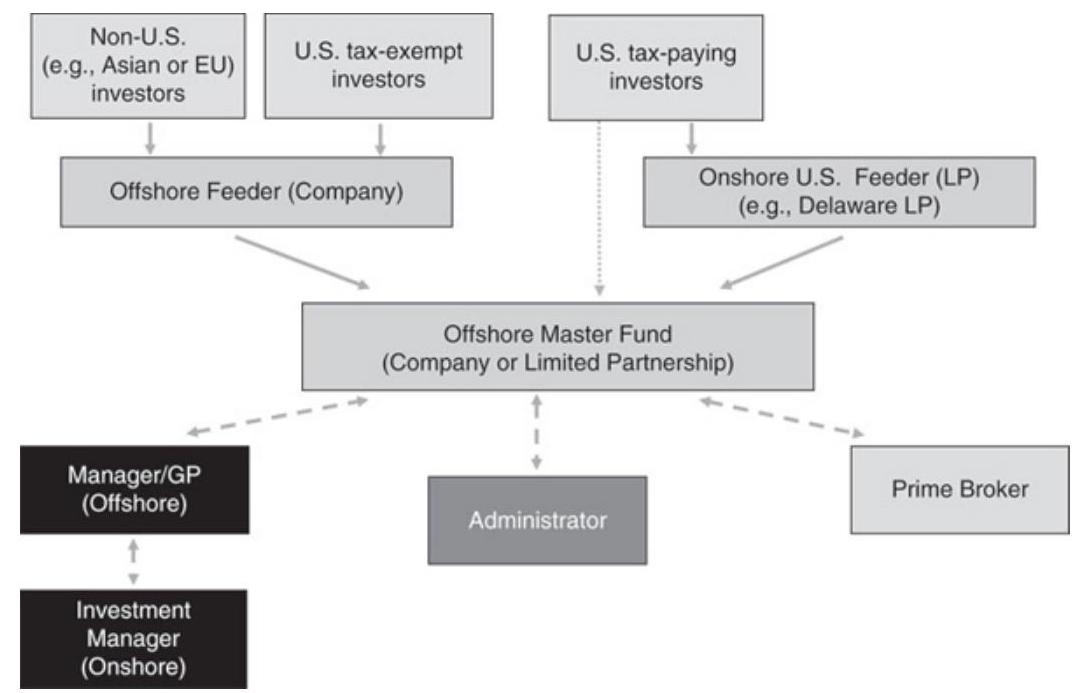 Non-U.S.
(e.g., Asian or EU)
investors
U.S. tax-exempt
investors
U.S. tax-paying
investors
Offshore Feeder (Company)
Onshore U.S. Feeder (LP)
(e.g., Delaware LP)
Offshore Master Fund
(Company or Limited Partnership)
Manager/GP
(Offshore)
Administrator
Prime Broker
Investment
Manager
(Onshore)